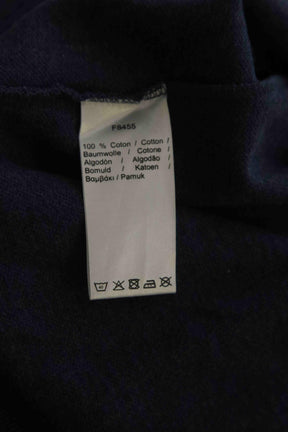 F8455
100 % Coton / Cotton /
Baumwolle / Cotone /
Algodón / Algodão /
Bomuld / Katoen /
Βαμβάκι / Pamuk